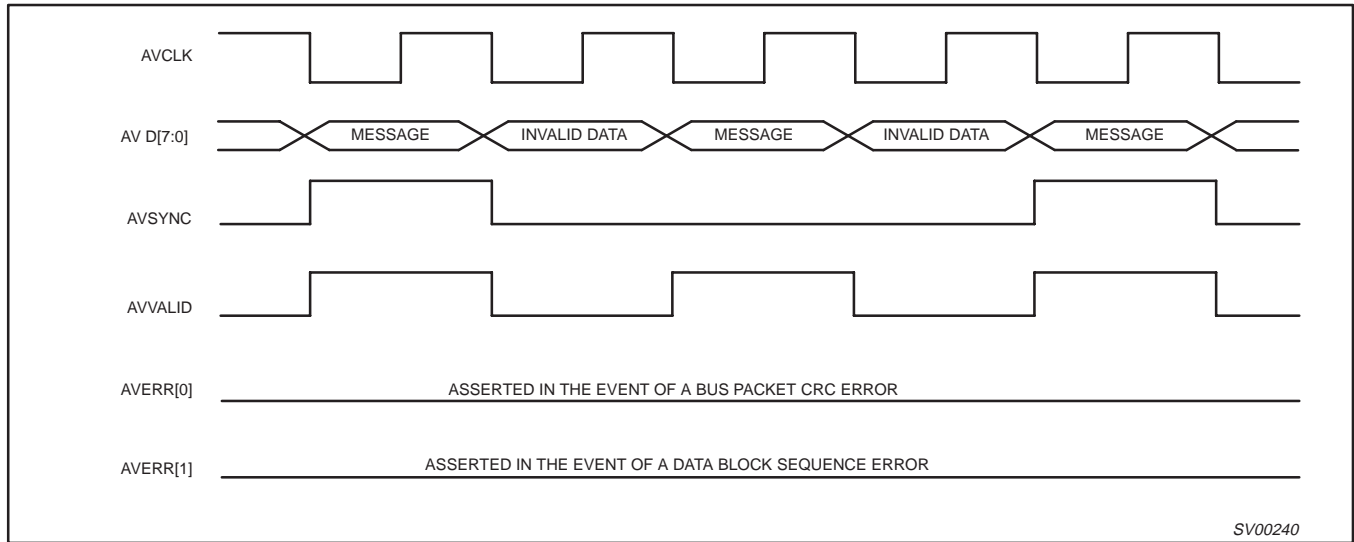 AVCLK
AV D[7:0] MESSAGE INVALID DATA MESSAGE INVALID DATA MESSAGE
AVSYNC
AVVALID
AVERR[0] ASSERTED IN THE EVENT OF A BUS PACKET CRC ERROR
AVERR[1] ASSERTED IN THE EVENT OF A DATA BLOCK SEQUENCE ERROR
SV00240